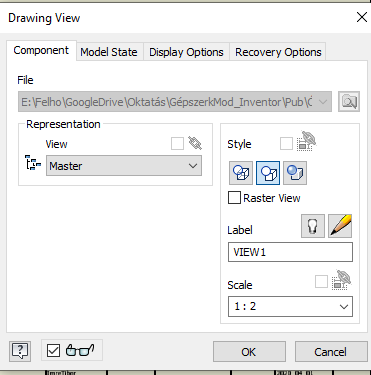 Drawing View
Component
Model State
Display Options
Recovery Options
File
E:\Felho\GoogleDrive\Oktatás\GépszerkMod_Inventor\Pub\C
Representation
View
Master
Style
Raster View
Label
VIEW1
Scale
1 : 2
OK
Cancel